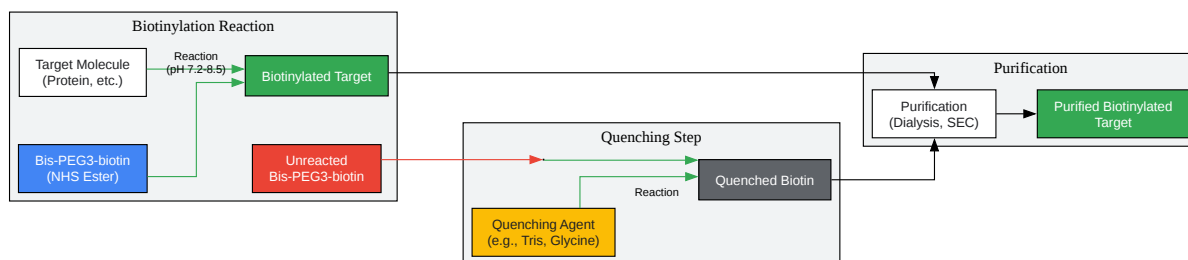 Biotinylation Reaction
Target Molecule
(Protein, etc.)
Reaction
(pH 7.2-8.5)
Biotinylated Target
Bis-PEG3-biotin
(NHS Ester)
Unreacted
Bis-PEG3-biotin
Quenching Step
Reaction
Quenched Biotin
Quenching Agent
(e.g., Tris, Glycine)
Purification
Purification
(Dialysis, SEC)
Purified Biotinylated
Target